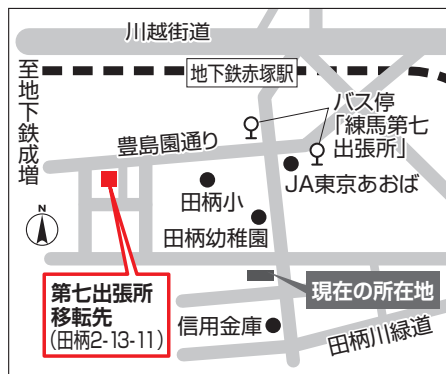 川越街道
地下鉄赤塚駅
至地下鉄成増
バス停
「練馬第七
出張所」
豊島園通り
JA東京あおば
田柄小
田柄幼稚園
N
第七出張所
移転先
(田柄2-13-11)
現在の所在地
信用金庫
田柄川緑道